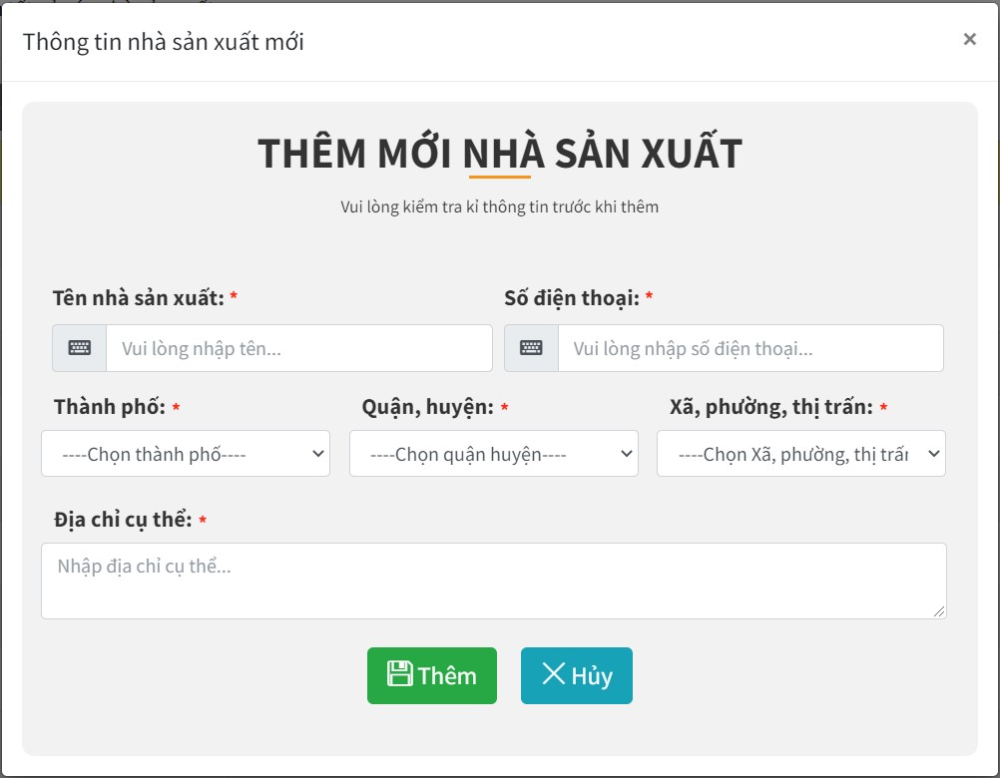 Thông tin nhà sản xuất mới
×
THÊM MỚI NHÀ SẢN XUẤT
Vui lòng kiểm tra kỉ thông tin trước khi thêm
Tên nhà sản xuất: * Số điện thoại: *
Vui lòng nhập tên... Vui lòng nhập số điện thoại...
Thành phố: * Quận, huyện: * Xã, phường, thị trấn: *
----Chọn thành phố---- ----Chọn quận huyện---- ----Chọn Xã, phường, thị trấn
Địa chỉ cụ thể: *
Nhập địa chỉ cụ thể...
Thêm Hủy